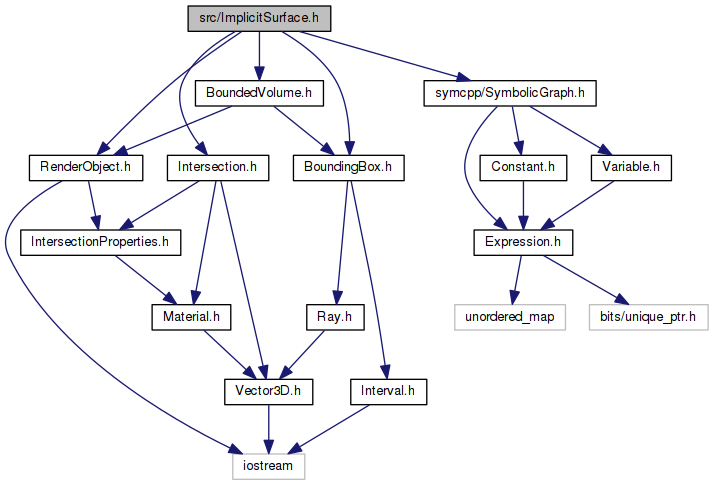 src/ImplicitSurface.h
BoundedVolume.h
symcpp/SymbolicGraph.h
RenderObject.h
Intersection.h
BoundingBox.h
Constant.h
Variable.h
IntersectionProperties.h
Expression.h
Material.h
Ray.h
unordered_map
bits/unique_ptr.h
Vector3D.h
Interval.h
iostream